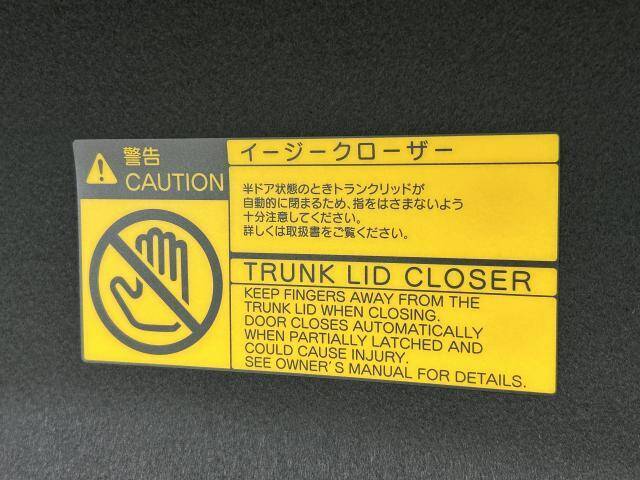 警告
CAUTION
イージークローザー
半ドア状態のときトランクリッドが
自動的に閉まるため、指をはさまないよう
十分注意してください。
詳しくは取扱書をご覧ください。
TRUNK LID CLOSER
KEEP FINGERS AWAY FROM THE
TRUNK LID WHEN CLOSING.
DOOR CLOSES AUTOMATICALLY
WHEN PARTIALLY LATCHED AND
COULD CAUSE INJURY.
SEE OWNER'S MANUAL FOR DETAILS.